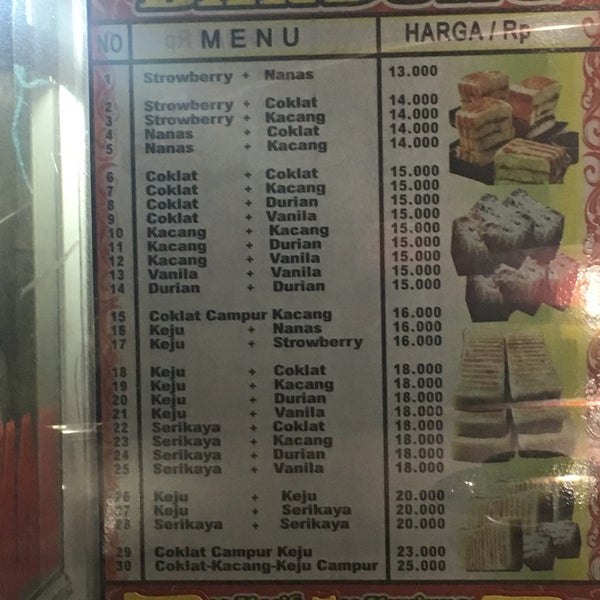 NO MENU HARGA / Rp
1 Strowberry + Nanas 13.000
2 Strowberry + Coklat 14.000
3 Strowberry + Kacang 14.000
4 Nanas + Coklat 14.000
5 Nanas + Kacang 14.000
6 Coklat + Coklat 15.000
7 Coklat + Kacang 15.000
8 Coklat + Durian 15.000
9 Coklat + Vanila 15.000
10 Kacang + Kacang 15.000
11 Kacang + Durian 15.000
12 Kacang + Vanila 15.000
13 Vanila + Vanila 15.000
14 Durian + Durian 15.000
15 Coklat Campur Kacang 16.000
16 Keju + Nanas 16.000
17 Keju + Strowberry 16.000
18 Keju + Coklat 18.000
19 Keju + Kacang 18.000
20 Keju + Durian 18.000
21 Keju + Vanila 18.000
22 Serikaya + Coklat 18.000
23 Serikaya + Kacang 18.000
24 Serikaya + Durian 18.000
25 Serikaya + Vanila 18.000
26 Keju + Keju 20.000
27 Keju + Serikaya 20.000
28 Serikaya + Serikaya 20.000
29 Coklat Campur Keju 23.000
30 Coklat-Kacang-Keju Campur 25.000